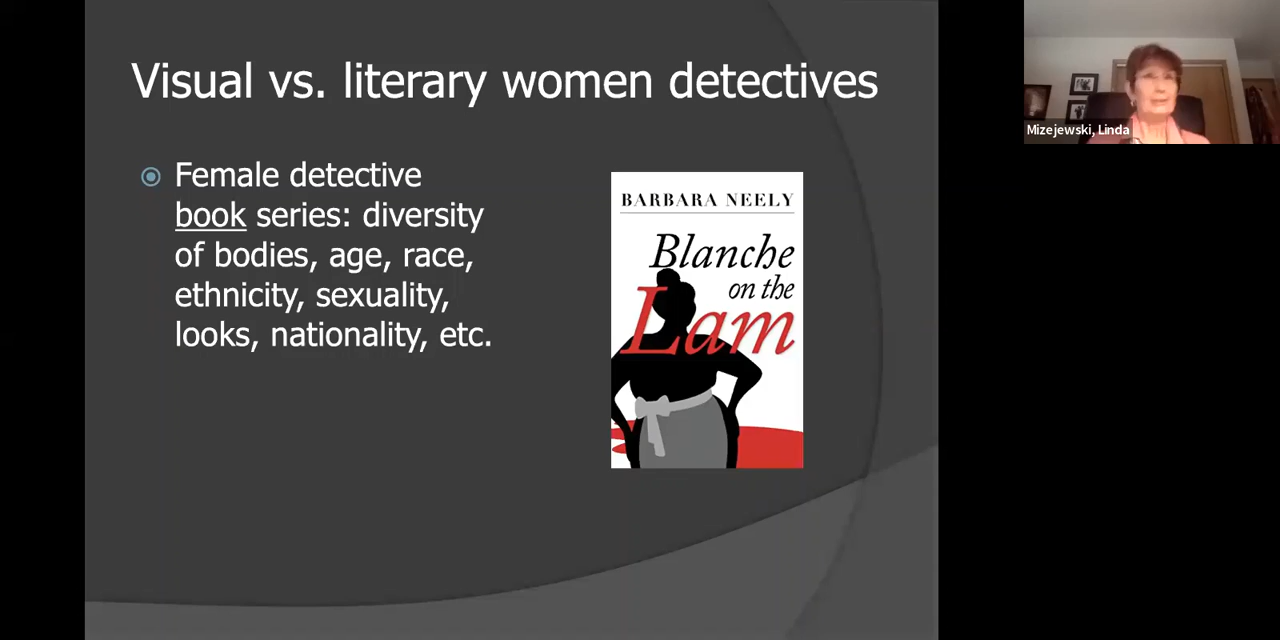 Visual vs. literary women detectives
Female detective
book series: diversity
of bodies, age, race,
ethnicity, sexuality,
looks, nationality, etc.
BARBARA NEELY
Blanche
on the
Lam
Mizejewski, Linda